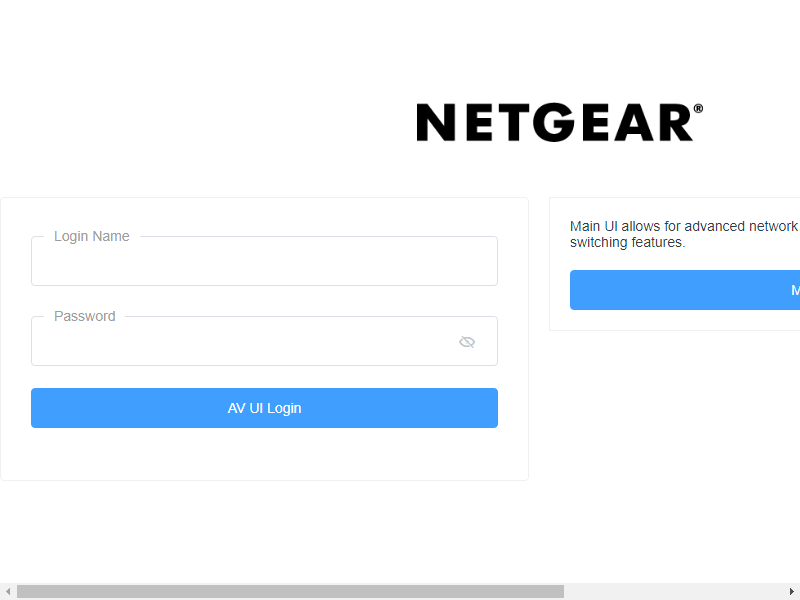 NETGEAR®
Login Name
Password
AV UI Login
Main UI allows for advanced network
switching features.
M